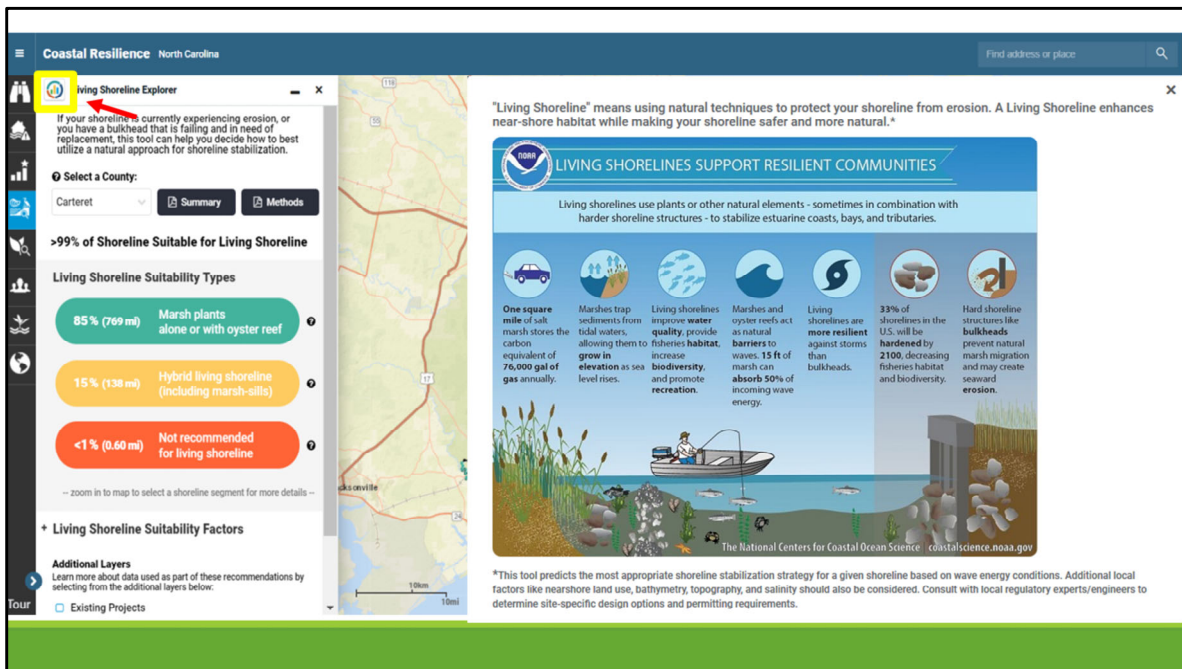 Coastal Resilience North Carolina
Find address or place
Living Shoreline Explorer
If your shoreline is currently experiencing erosion, or
you have a bulkhead that is failing and in need of
replacement, this tool can help you decide how to best
utilize a natural approach for shoreline stabilization.
Select a County:
Carteret
Summary
Methods
>99% of Shoreline Suitable for Living Shoreline
Living Shoreline Suitability Types
85% (769 mi)
Marsh plants
alone or with oyster reef
15% (138 mi)
Hybrid living shoreline
(including marsh-sills)
<1% (0.60 mi)
Not recommended
for living shoreline
-- zoom in to map to select a shoreline segment for more details --
+ Living Shoreline Suitability Factors
Additional Layers
Learn more about data used as part of these recommendations by
selecting from the additional layers below:
Existing Projects
Tour
17
24
cksonville
10km
10mi
"Living Shoreline" means using natural techniques to protect your shoreline from erosion. A Living Shoreline enhances
near-shore habitat while making your shoreline safer and more natural.*
NOAA
LIVING SHORELINES SUPPORT RESILIENT COMMUNITIES
Living shorelines use plants or other natural elements - sometimes in combination with
harder shoreline structures - to stabilize estuarine coasts, bays, and tributaries.
One square
mile of salt
marsh stores the
carbon
equivalent of
76,000 gal of
gas annually.
Marshes trap
sediments from
tidal waters,
allowing them to
grow in
elevation as sea
level rises.
Living shorelines
improve water
quality, provide
fisheries habitat,
increase
biodiversity,
and promote
recreation.
Marshes and
oyster reefs act
as natural
barriers to
waves. 15 ft of
marsh can
absorb 50% of
incoming wave
energy.
Living
shorelines are
more resilient
against storms
than
bulkheads.
33% of
shorelines in the
U.S. will be
hardened by
2100, decreasing
fisheries habitat
and biodiversity.
Hard shoreline
structures like
bulkheads
prevent natural
marsh migration
and may create
seaward
erosion.
The National Centers for Coastal Ocean Science | coastalscience.noaa.gov
*This tool predicts the most appropriate shoreline stabilization strategy for a given shoreline based on wave energy conditions. Additional local
factors like nearshore land use, bathymetry, topography, and salinity should also be considered. Consult with local regulatory experts/engineers to
determine site-specific design options and permitting requirements.